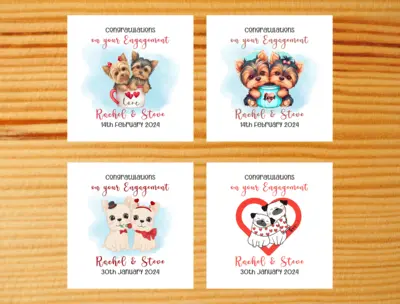 Congratulations
on your Engagement
Love
Rachel & Steve
14th February 2024
Congratulations
on your Engagement
Rachel & Steve
14th February 2024
Congratulations
on your Engagement
Rachel & Steve
30th January 2024
Congratulations
on your Engagement
Rachel & Steve
30th January 2024